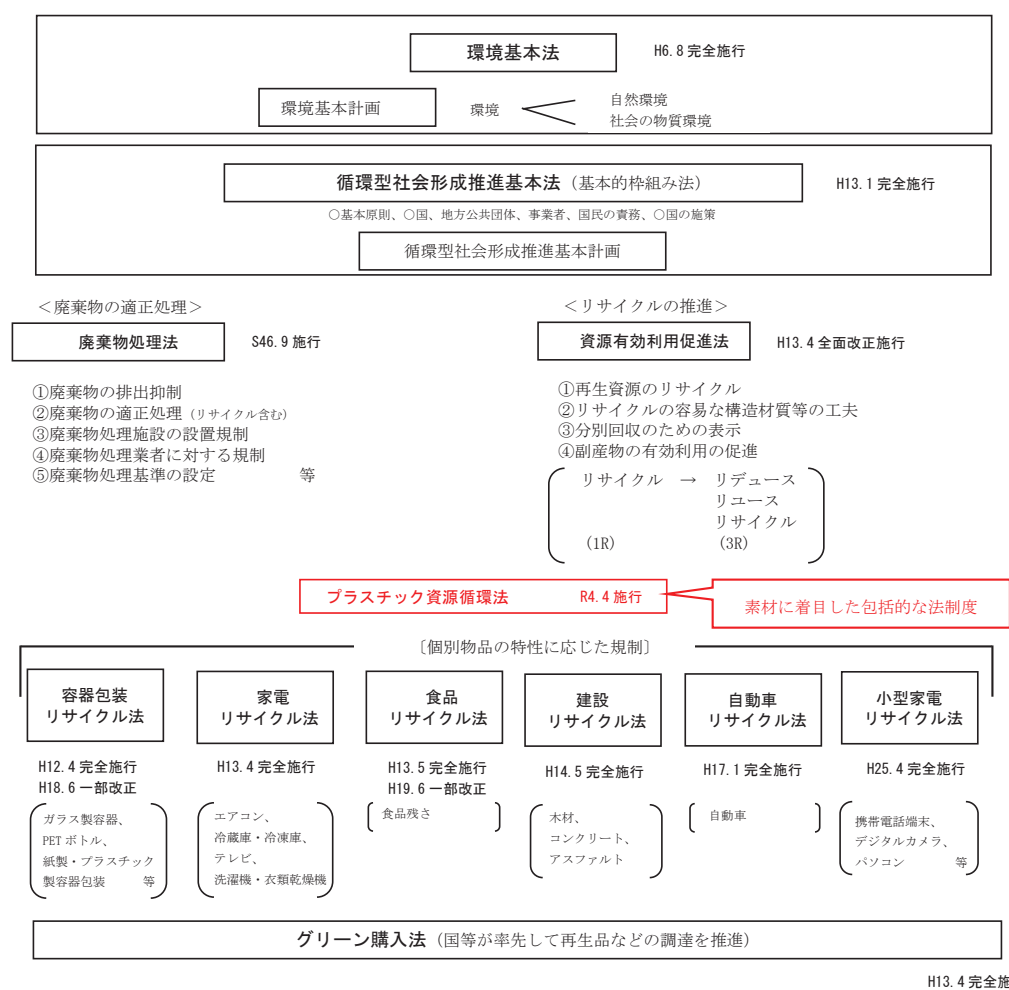 環境基本法 H6.8 完全施行
環境基本計画 環境 自然環境
社会の物質環境
循環型社会形成推進基本法（基本的枠組み法） H13.1 完全施行
○基本原則、○国、地方公共団体、事業者、国民の責務、○国の施策
循環型社会形成推進基本計画
＜廃棄物の適正処理＞
廃棄物処理法 S46.9 施行
①廃棄物の排出抑制
②廃棄物の適正処理（リサイクル含む）
③廃棄物処理施設の設置規制
④廃棄物処理業者に対する規制
⑤廃棄物処理基準の設定 等
＜リサイクルの推進＞
資源有効利用促進法 H13.4 全面改正施行
①再生資源のリサイクル
②リサイクルの容易な構造材質等の工夫
③分別回収のための表示
④副産物の有効利用の促進
リサイクル → リデュース
リユース
リサイクル
（1R） （3R）
プラスチック資源循環法 R4.4 施行
素材に着目した包括的な法制度
〔個別物品の特性に応じた規制〕
容器包装
リサイクル法
H12.4 完全施行
H18.6 一部改正
ガラス製容器、
PET ボトル、
紙製・プラスチック
製容器包装 等
家電
リサイクル法
H13.4 完全施行
エアコン、
冷蔵庫・冷凍庫、
テレビ、
洗濯機・衣類乾燥機
食品
リサイクル法
H13.5 完全施行
H19.6 一部改正
食品残さ
建設
リサイクル法
H14.5 完全施行
木材、
コンクリート、
アスファルト
自動車
リサイクル法
H17.1 完全施行
自動車
小型家電
リサイクル法
H25.4 完全施行
携帯電話端末、
デジタルカメラ、
パソコン 等
グリーン購入法（国等が率先して再生品などの調達を推進）
H13.4 完全施